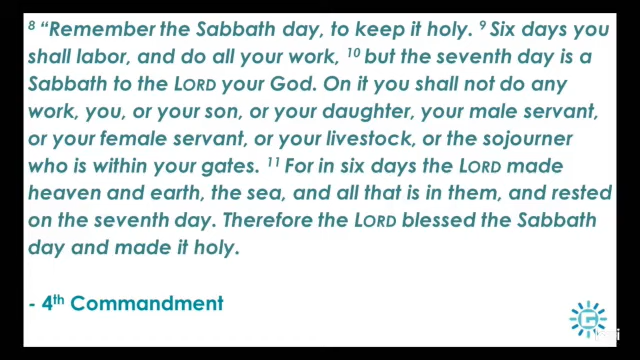 8 “Remember the Sabbath day, to keep it holy. 9 Six days you
shall labor, and do all your work, 10 but the seventh day is a
Sabbath to the LORD your God. On it you shall not do any
work, you, or your son, or your daughter, your male servant,
or your female servant, or your livestock, or the sojourner
who is within your gates. 11 For in six days the LORD made
heaven and earth, the sea, and all that is in them, and rested
on the seventh day. Therefore the LORD blessed the Sabbath
day and made it holy.
- 4th Commandment
G